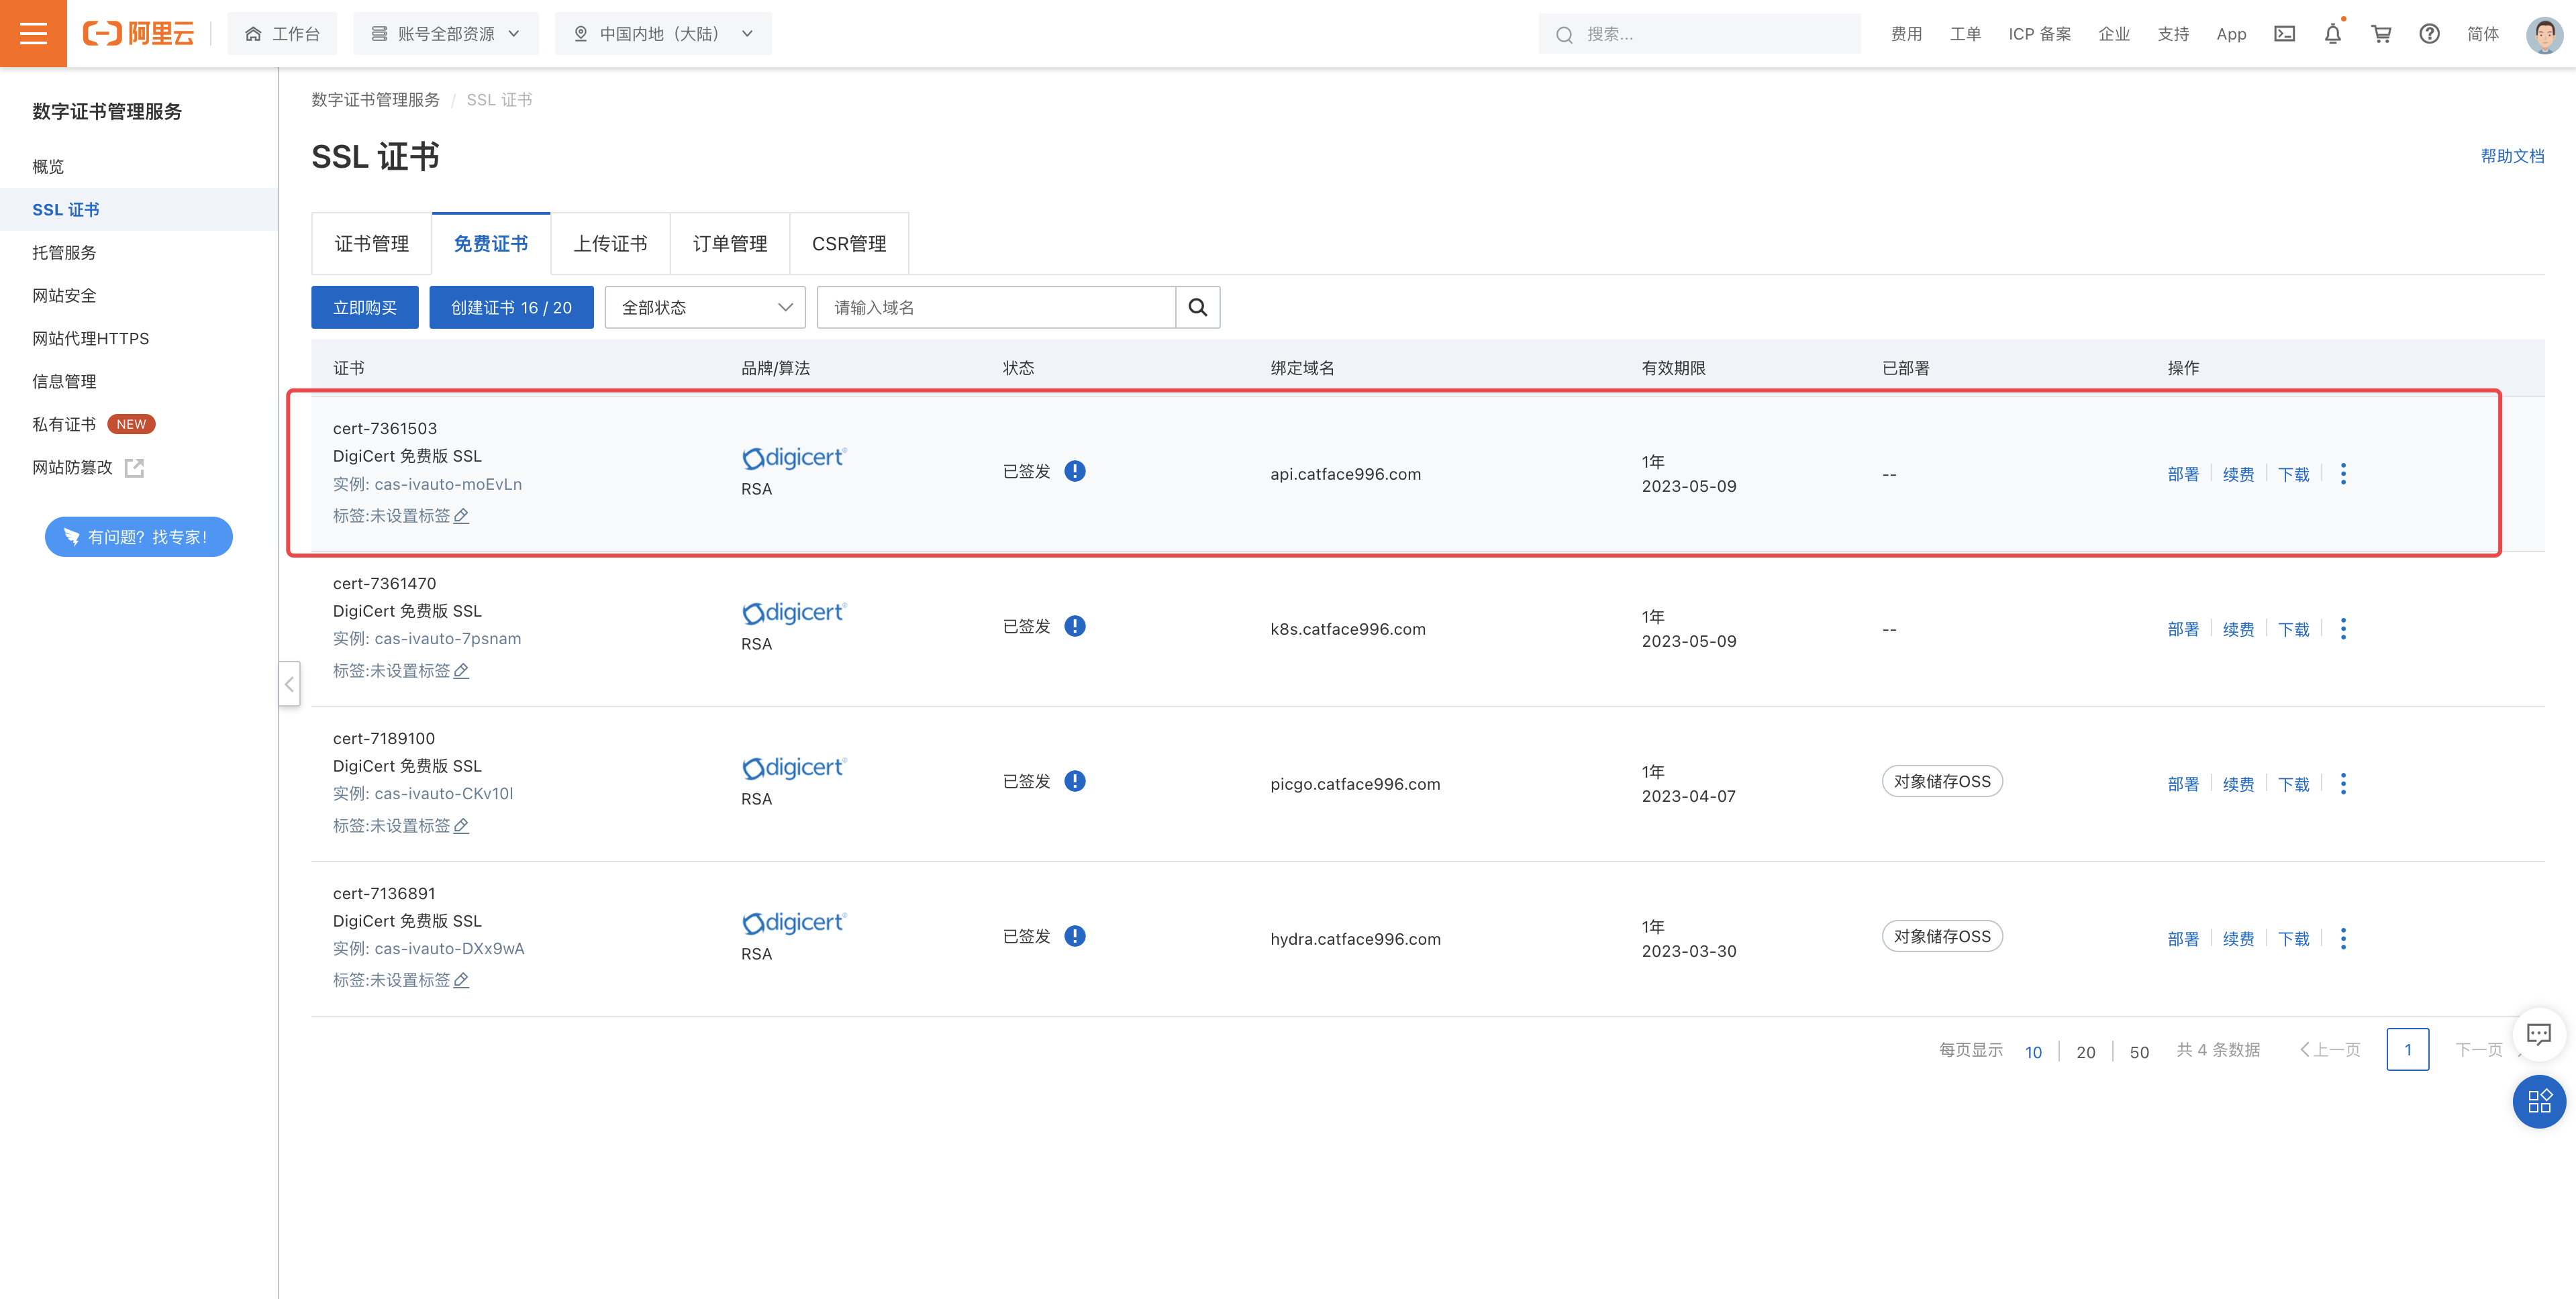 阿里云
工作台
账号全部资源
中国内地（大陆）
搜索...
费用
工单
ICP 备案
企业
支持
App
简体
数字证书管理服务
概览
SSL 证书
托管服务
网站安全
网站代理HTTPS
信息管理
私有证书 NEW
网站防篡改
有问题？找专家！
数字证书管理服务 / SSL 证书
SSL 证书
帮助文档
证书管理
免费证书
上传证书
订单管理
CSR管理
立即购买
创建证书 16 / 20
全部状态
请输入域名
证书
品牌/算法
状态
绑定域名
有效期限
已部署
操作
cert-7361503
DigiCert 免费版 SSL
实例: cas-ivauto-moEvLn
标签:未设置标签
digicert
RSA
已签发
api.catface996.com
1年
2023-05-09
--
部署
续费
下载
cert-7361470
DigiCert 免费版 SSL
实例: cas-ivauto-7psnam
标签:未设置标签
digicert
RSA
已签发
k8s.catface996.com
1年
2023-05-09
--
部署
续费
下载
cert-7189100
DigiCert 免费版 SSL
实例: cas-ivauto-CKv10l
标签:未设置标签
digicert
RSA
已签发
picgo.catface996.com
1年
2023-04-07
对象储存OSS
部署
续费
下载
cert-7136891
DigiCert 免费版 SSL
实例: cas-ivauto-DXx9wA
标签:未设置标签
digicert
RSA
已签发
hydra.catface996.com
1年
2023-03-30
对象储存OSS
部署
续费
下载
每页显示 10 20 50 共 4 条数据 上一页 1 下一页